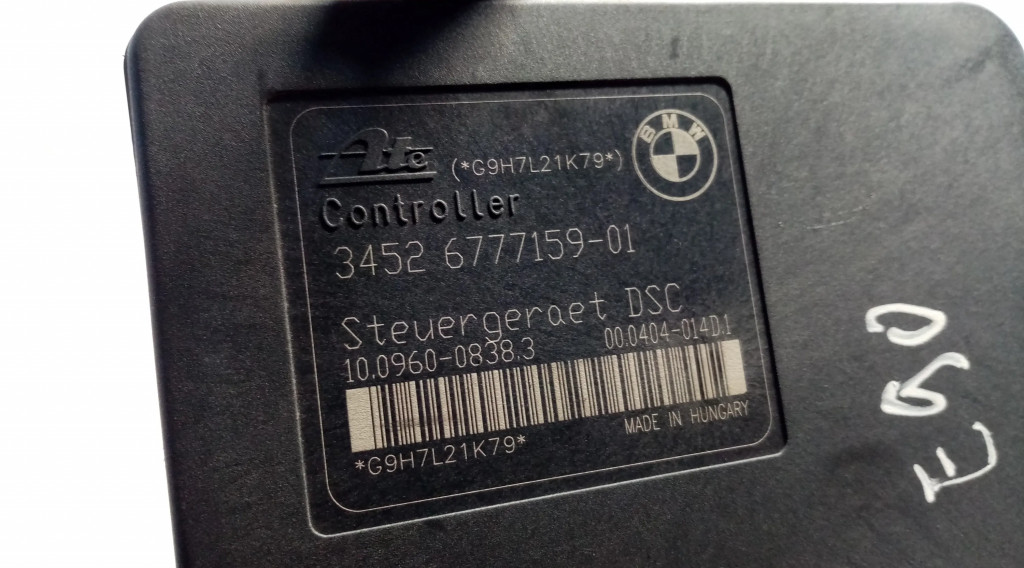 Ate (*G9H7L21K79*)
BMW
Controller
3452 6777159-01
Steuergeraet DSC
10.0960-0838.3 00.0404-014D.1
MADE IN HUNGARY
*G9H7L21K79*
E90